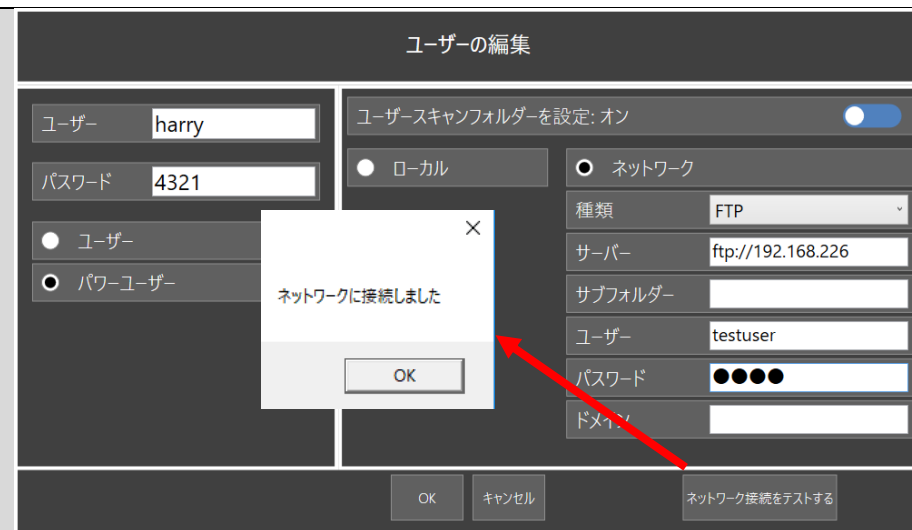 ユーザーの編集
ユーザー harry
パスワード 4321
ユーザー
パワーユーザー
ユーザースキャンフォルダーを設定: オン
ローカル
ネットワーク
種類 FTP
サーバー ftp://192.168.226
サブフォルダー
ユーザー testuser
パスワード ●●●●
ドメイン
ネットワークに接続しました
OK
OK キャンセル ネットワーク接続をテストする